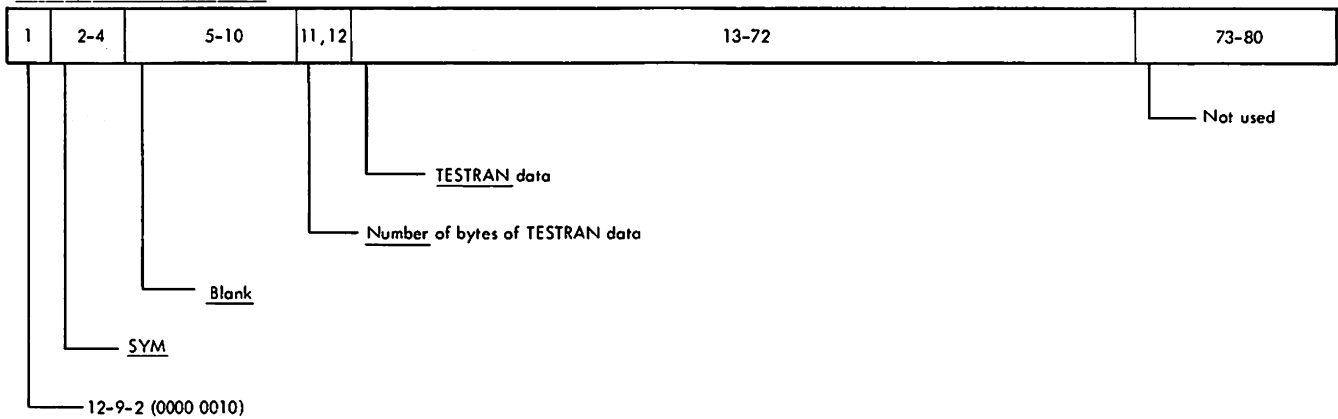 1 2-4 5-10 11,12 13-72 73-80
Not used
TESTRAN data
Number of bytes of TESTRAN data
Blank
SYM
12-9-2 (0000 0010)